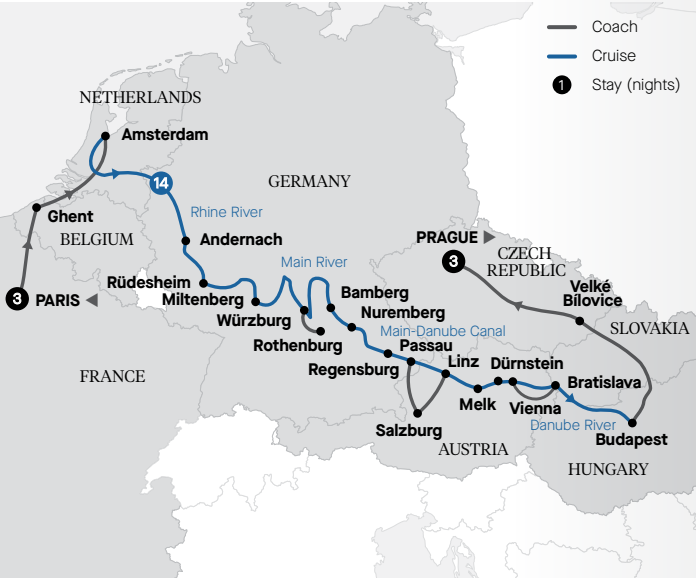 Coach
Cruise
1 Stay (nights)
NETHERLANDS
Amsterdam
14
GERMANY
Ghent
Rhine River
BELGIUM
Andernach
PRAGUE
3
CZECH
REPUBLIC
Main River
Rüdesheim
Velké
Bílovice
3 PARIS
Miltenberg
Bamberg
Würzburg
Nuremberg
SLOVAKIA
Main-Danube Canal
Rothenburg
Passau
Regensburg
Linz
Dürnstein
FRANCE
Bratislava
Melk
Vienna
Salzburg
Danube River
Budapest
AUSTRIA
HUNGARY